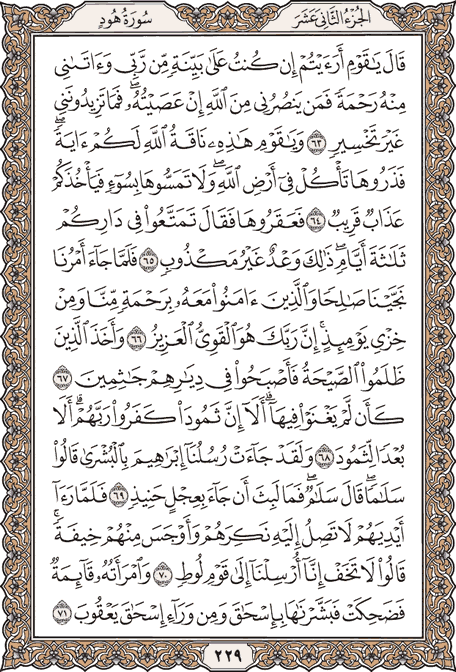 الجزء الثاني عشر
سورة هود
قَالَ يَٰقَوْمِ أَرَءَيْتُمْ إِن كُنتُ عَلَىٰ بَيِّنَةٍ مِّن رَّبِّي وَءَاتَىٰنِي
مِنْهُ رَحْمَةً فَمَن يَنصُرُنِي مِنَ ٱللَّهِ إِنْ عَصَيْتُهُۥ ۖ فَمَا تَزِيدُونَنِي
غَيْرَ تَخْسِيرٍ ٦٣ وَيَٰقَوْمِ هَٰذِهِۦ نَاقَةُ ٱللَّهِ لَكُمْ ءَايَةً ۖ
فَذَرُوهَا تَأْكُلْ فِيٓ أَرْضِ ٱللَّهِ ۖ وَلَا تَمَسُّوهَا بِسُوٓءٍ فَيَأْخُذَكُمْ
عَذَابٌ قَرِيبٌ ٦٤ فَعَقَرُوهَا فَقَالَ تَمَتَّعُوا۟ فِي دَارِكُمْ
ثَلَٰثَةَ أَيَّامٍ ۖ ذَٰلِكَ وَعْدٌ غَيْرُ مَكْذُوبٍ ٦٥ فَلَمَّا جَآءَ أَمْرُنَا
نَجَّيْنَا صَٰلِحًا وَٱلَّذِينَ ءَامَنُوا۟ مَعَهُۥ بِرَحْمَةٍ مِّنَّا وَمِنْ
خِزْيِ يَوْمِئِذٍ ۗ إِنَّ رَبَّكَ هُوَ ٱلْقَوِيُّ ٱلْعَزِيزُ ٦٦ وَأَخَذَ ٱلَّذِينَ
ظَلَمُوا۟ ٱلصَّيْحَةُ فَأَصْبَحُوا۟ فِي دِيَٰرِهِمْ جَٰثِمِينَ ٦٧
كَأَن لَّمْ يَغْنَوْا۟ فِيهَآ ۗ أَلَآ إِنَّ ثَمُودَا۟ كَفَرُوا۟ رَبَّهُمْ ۗ أَلَا
بُعْدًا لِّثَمُودَ ٦٨ وَلَقَدْ جَآءَتْ رُسُلُنَآ إِبْرَٰهِيمَ بِٱلْبُشْرَىٰ قَالُوا۟
سَلَٰمًا ۖ قَالَ سَلَٰمٌ ۖ فَمَا لَبِثَ أَن جَآءَ بِعِجْلٍ حَنِيذٍ ٦٩ فَلَمَّا رَءَآ
أَيْدِيَهُمْ لَا تَصِلُ إِلَيْهِ نَكِرَهُمْ وَأَوْجَسَ مِنْهُمْ خِيفَةً ۚ
قَالُوا۟ لَا تَخَفْ إِنَّآ أُرْسِلْنَآ إِلَىٰ قَوْمِ لُوطٍ ٧٠ وَٱمْرَأَتُهُۥ قَآئِمَةٌ
فَضَحِكَتْ فَبَشَّرْنَٰهَا بِإِسْحَٰقَ وَمِن وَرَآءِ إِسْحَٰقَ يَعْقُوبَ ٧١
٢٢٩